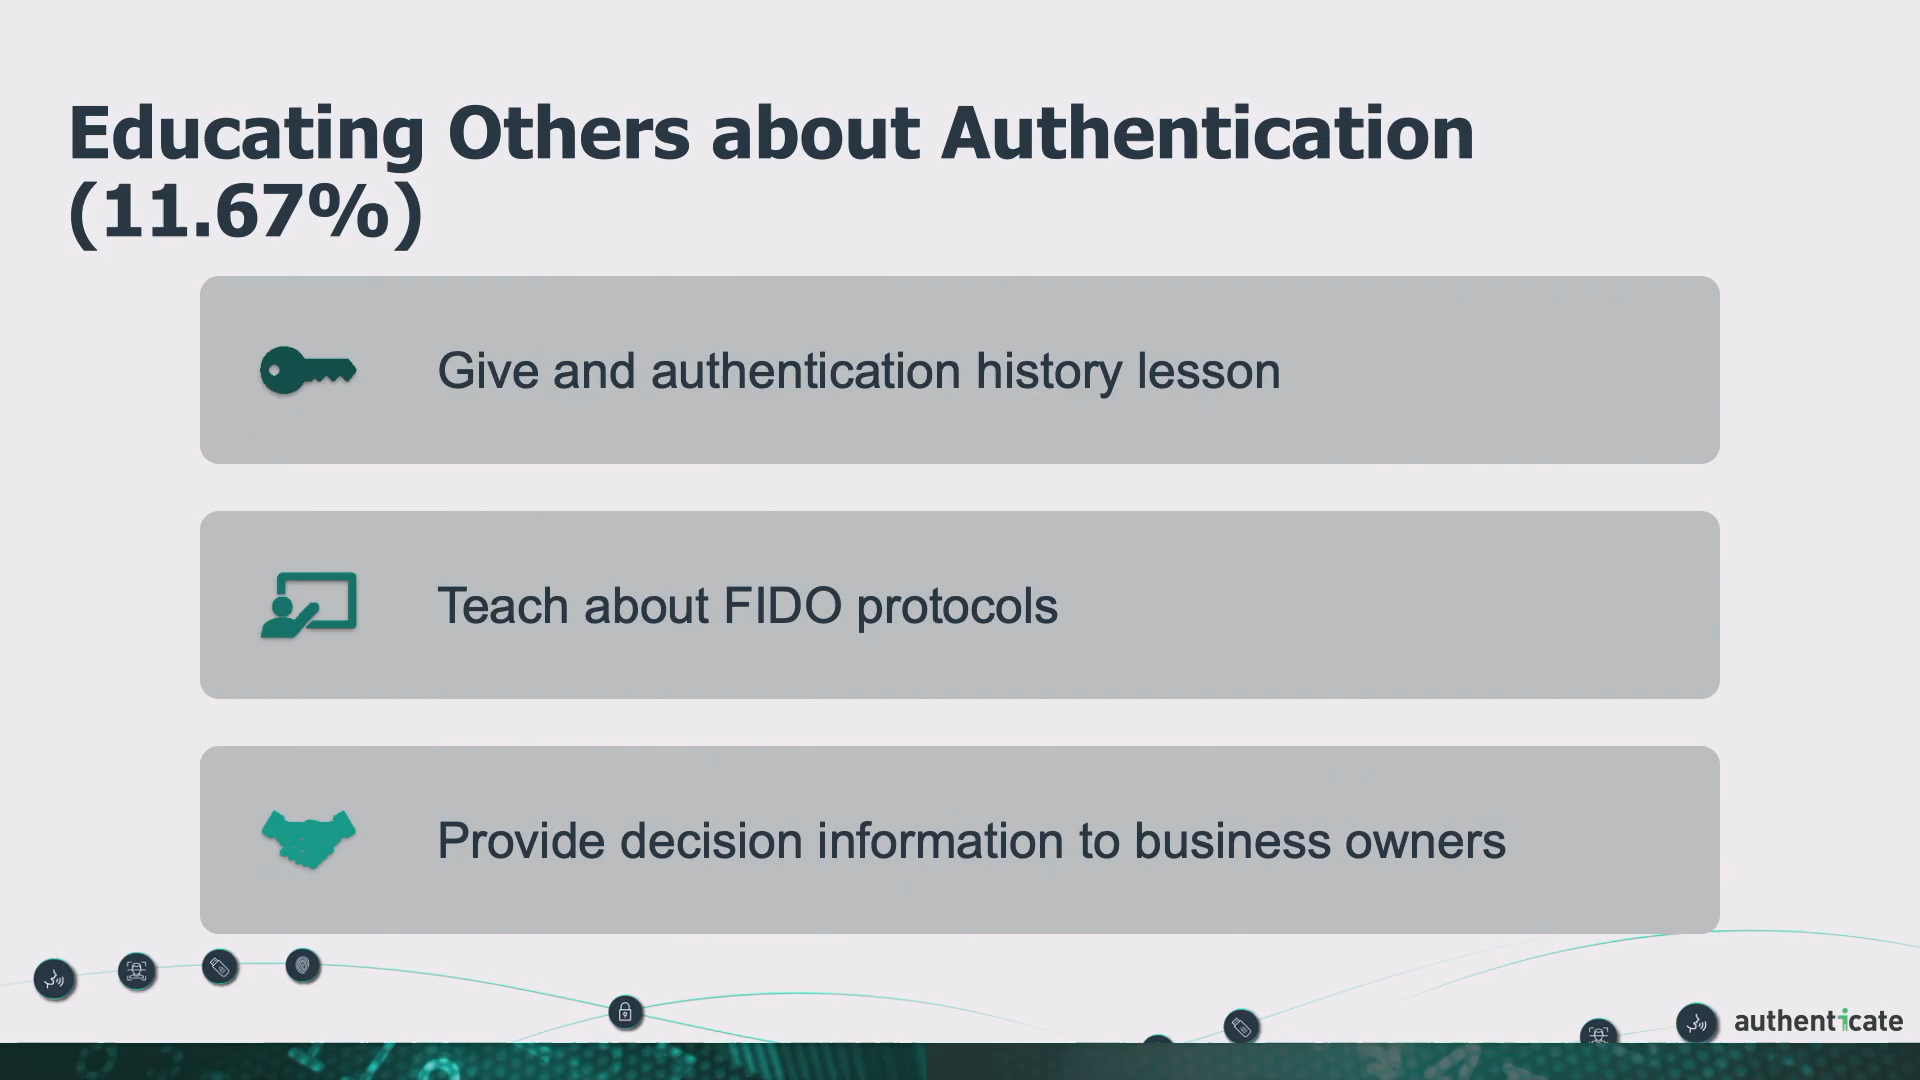 Educating Others about Authentication
(11.67%)
Give and authentication history lesson
Teach about FIDO protocols
Provide decision information to business owners
authenticate